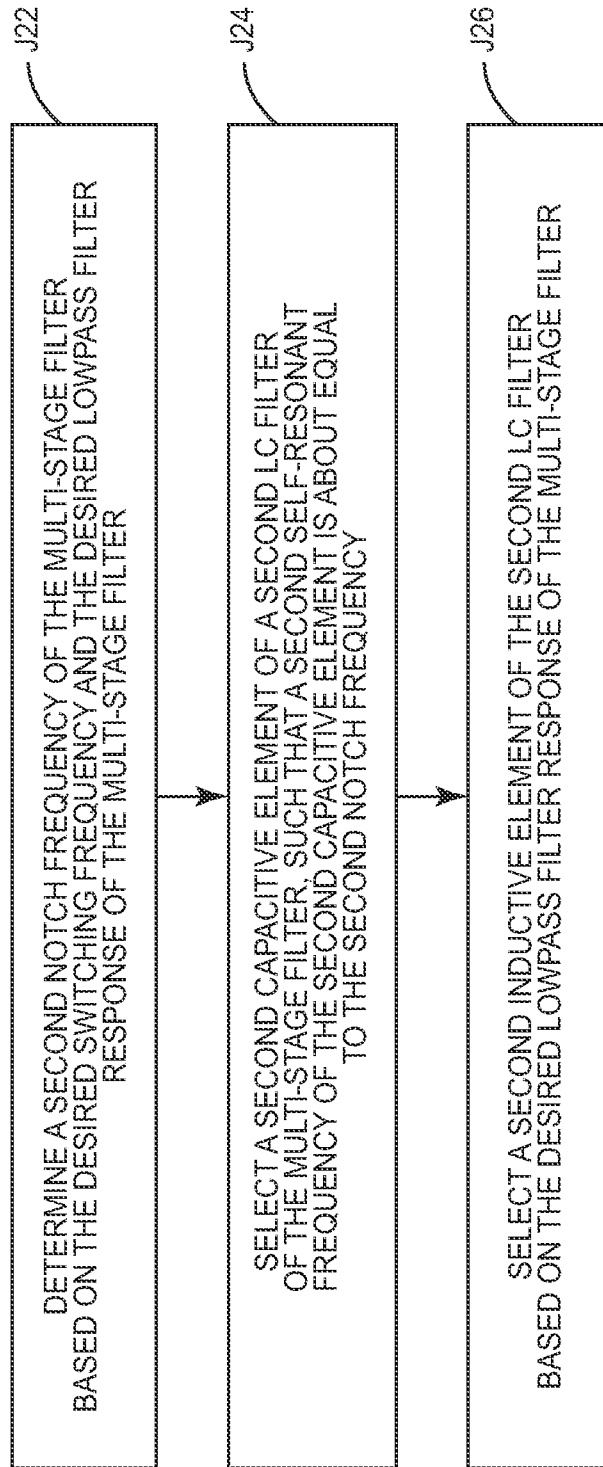 DETERMINE A SECOND NOTCH FREQUENCY OF THE MULTI-STAGE FILTER
BASED ON THE DESIRED SWITCHING FREQUENCY AND THE DESIRED LOWPASS FILTER
RESPONSE OF THE MULTI-STAGE FILTER
J22
SELECT A SECOND CAPACITIVE ELEMENT OF A SECOND LC FILTER
OF THE MULTI-STAGE FILTER, SUCH THAT A SECOND SELF-RESONANT
FREQUENCY OF THE SECOND CAPACITIVE ELEMENT IS ABOUT EQUAL
TO THE SECOND NOTCH FREQUENCY
J24
SELECT A SECOND INDUCTIVE ELEMENT OF THE SECOND LC FILTER
BASED ON THE DESIRED LOWPASS FILTER RESPONSE OF THE MULTI-STAGE FILTER
J26